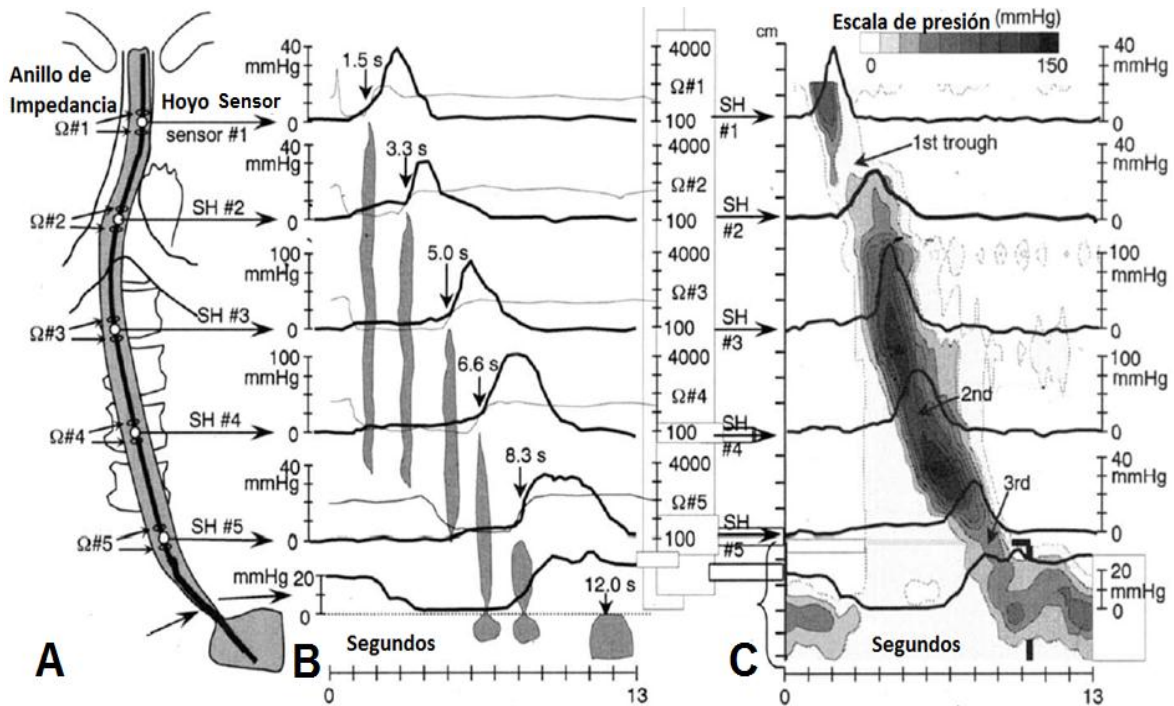 Anillo de
Impedancia
Hoyo Sensor
sensor #1
Ω#1
SH #2
Ω#2
SH #3
Ω#3
SH #4
Ω#4
SH #5
Ω#5
A
40
mmHg
0
40
mmHg
0
100
mmHg
0
100
mmHg
0
40
mmHg
0
mmHg
20
0
1.5 s
3.3 s
5.0 s
6.6 s
8.3 s
12.0 s
Segundos
B
0
13
4000
Ω#1
100
4000
Ω#2
100
4000
Ω#3
100
4000
Ω#4
100
4000
Ω#5
100
SH
#1
SH
#2
SH
#3
SH
#4
SH
#5
cm
Escala de presión (mmHg)
0
150
1st trough
2nd
3rd
40
mmHg
0
40
mmHg
0
100
mmHg
0
100
mmHg
0
40
mmHg
0
20
mmHg
0
Segundos
C
0
13